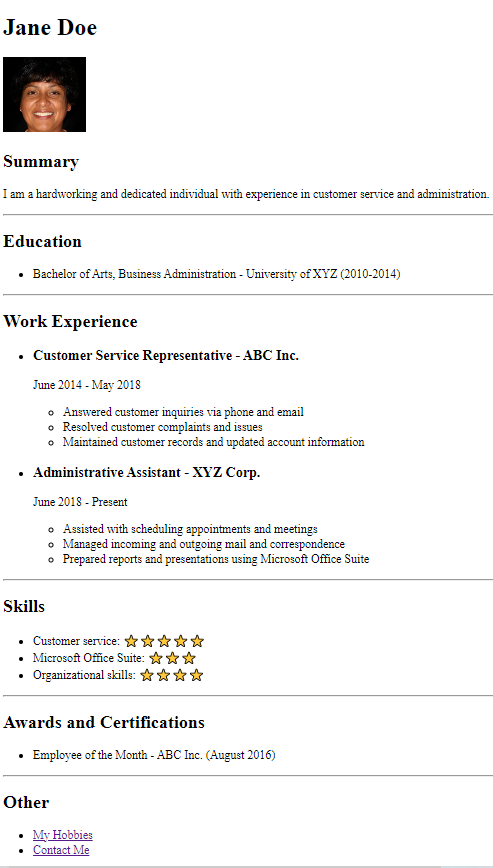 Jane Doe
Summary
I am a hardworking and dedicated individual with experience in customer service and administration.
Education
Bachelor of Arts, Business Administration - University of XYZ (2010-2014)
Work Experience
Customer Service Representative - ABC Inc.
June 2014 - May 2018
Answered customer inquiries via phone and email
Resolved customer complaints and issues
Maintained customer records and updated account information
Administrative Assistant - XYZ Corp.
June 2018 - Present
Assisted with scheduling appointments and meetings
Managed incoming and outgoing mail and correspondence
Prepared reports and presentations using Microsoft Office Suite
Skills
Customer service: ⭐⭐⭐⭐⭐
Microsoft Office Suite: ⭐⭐⭐
Organizational skills: ⭐⭐⭐⭐
Awards and Certifications
Employee of the Month - ABC Inc. (August 2016)
Other
My Hobbies
Contact Me